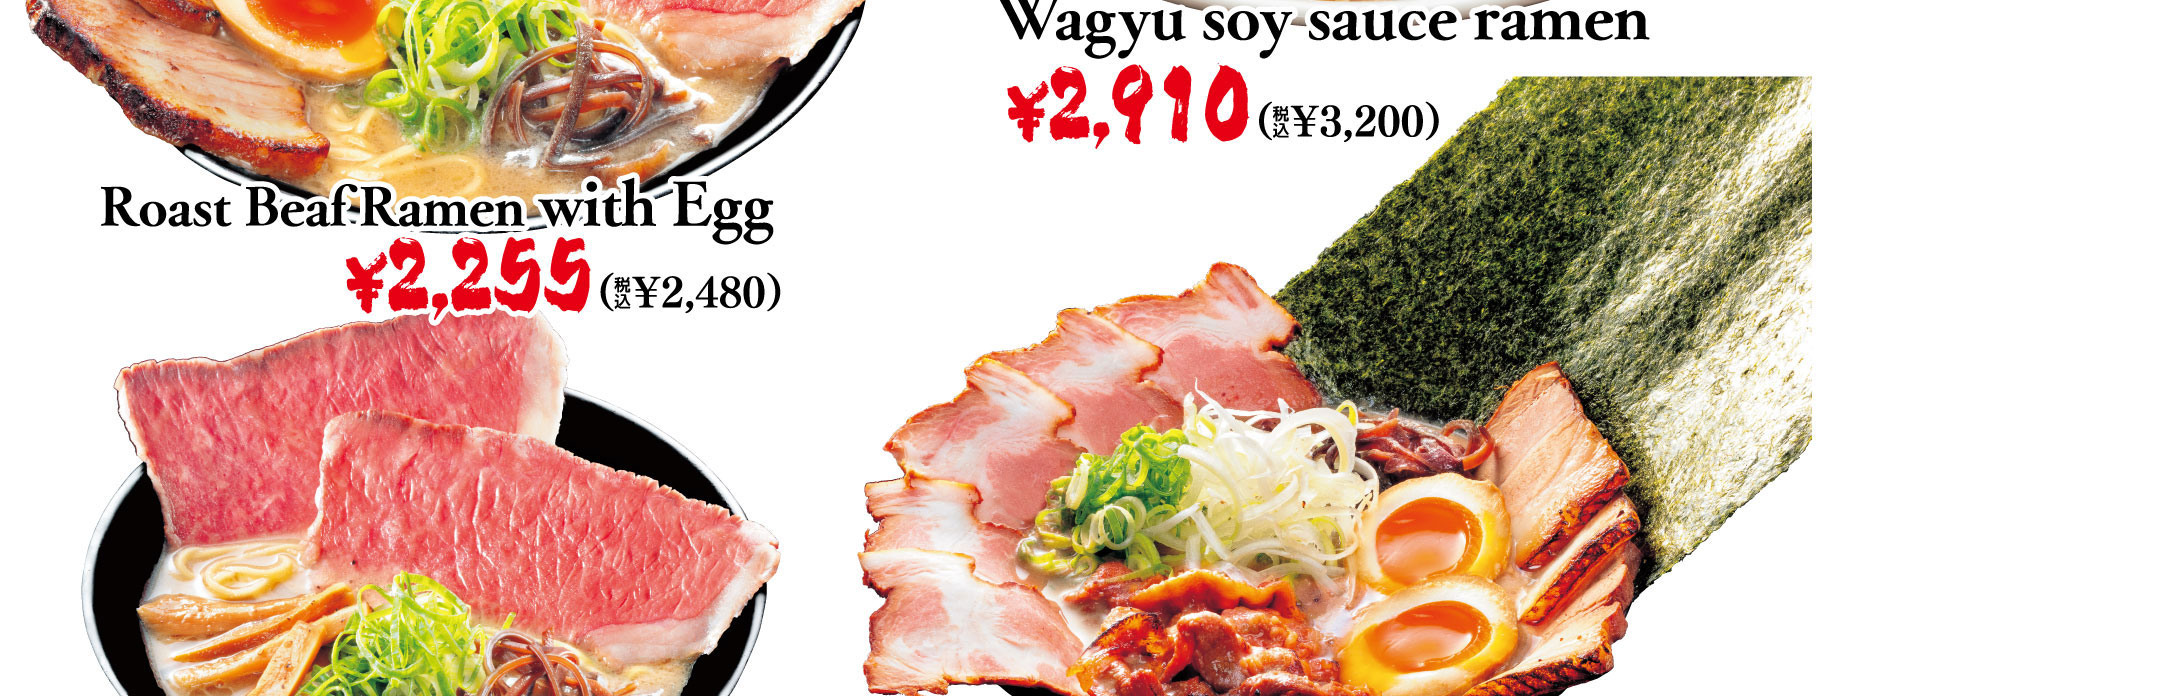 Wagyu soy sauce ramen
¥2,910 (税込¥3,200)
Roast Beaf Ramen with Egg
¥2,255 (税込¥2,480)